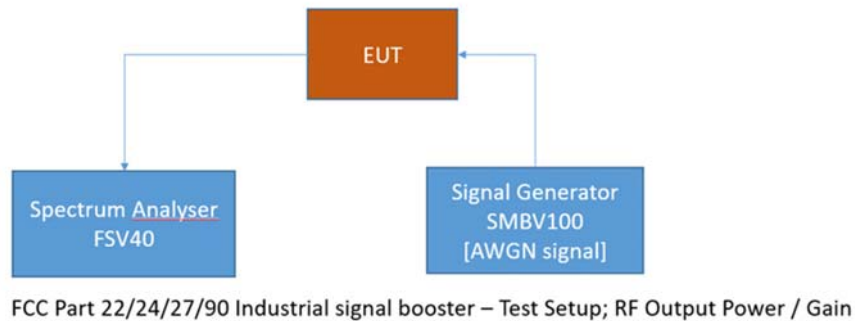 EUT
Spectrum Analyser
FSV40
Signal Generator
SMBV100
[AWGN signal]
FCC Part 22/24/27/90 Industrial signal booster – Test Setup; RF Output Power / Gain